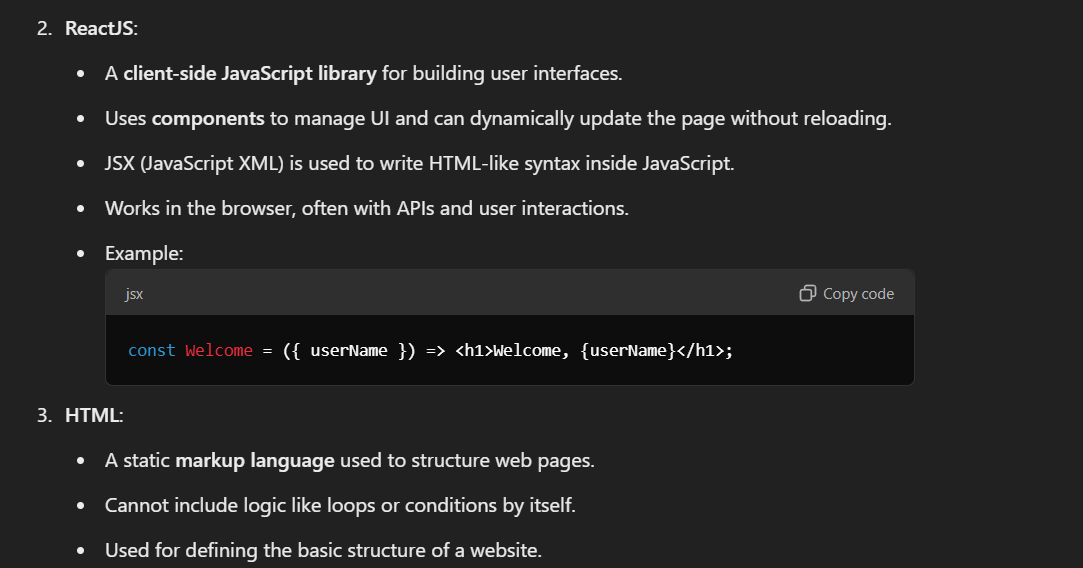 2. ReactJS:
• A client-side JavaScript library for building user interfaces.
• Uses components to manage UI and can dynamically update the page without reloading.
• JSX (JavaScript XML) is used to write HTML-like syntax inside JavaScript.
• Works in the browser, often with APIs and user interactions.
• Example:
jsx Copy code
const Welcome = ({ userName }) => <h1>Welcome, {userName}</h1>;
3. HTML:
• A static markup language used to structure web pages.
• Cannot include logic like loops or conditions by itself.
• Used for defining the basic structure of a website.